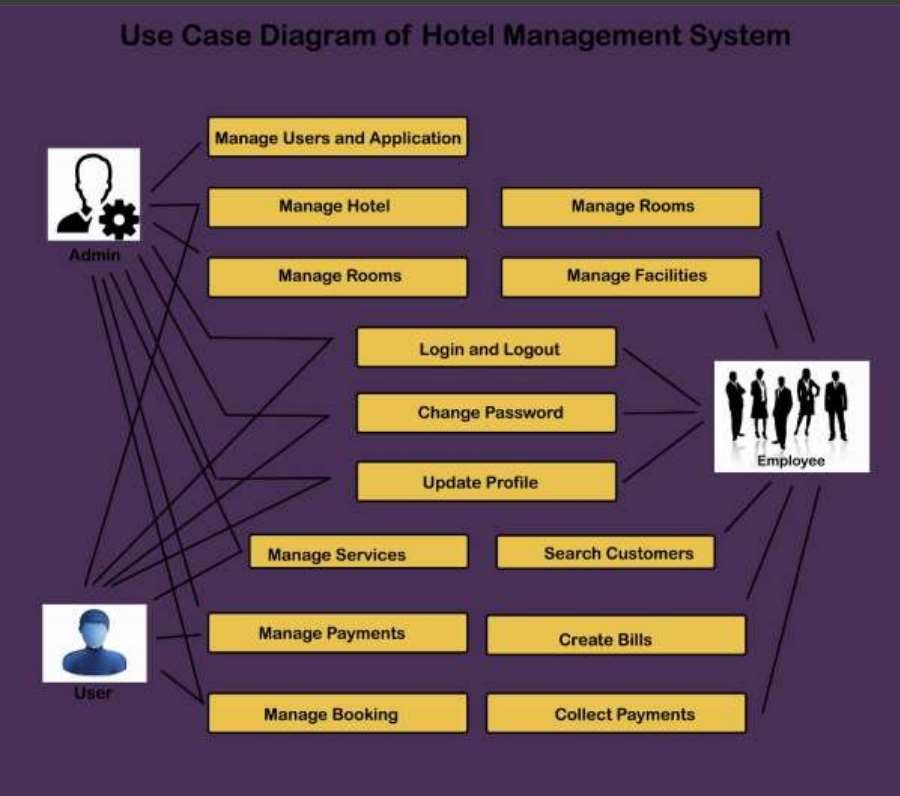 Use Case Diagram of Hotel Management System
Manage Users and Application
Admin
Manage Hotel
Manage Rooms
Manage Rooms
Manage Facilities
Login and Logout
Change Password
Employee
Update Profile
Manage Services
Search Customers
User
Manage Payments
Create Bills
Manage Booking
Collect Payments